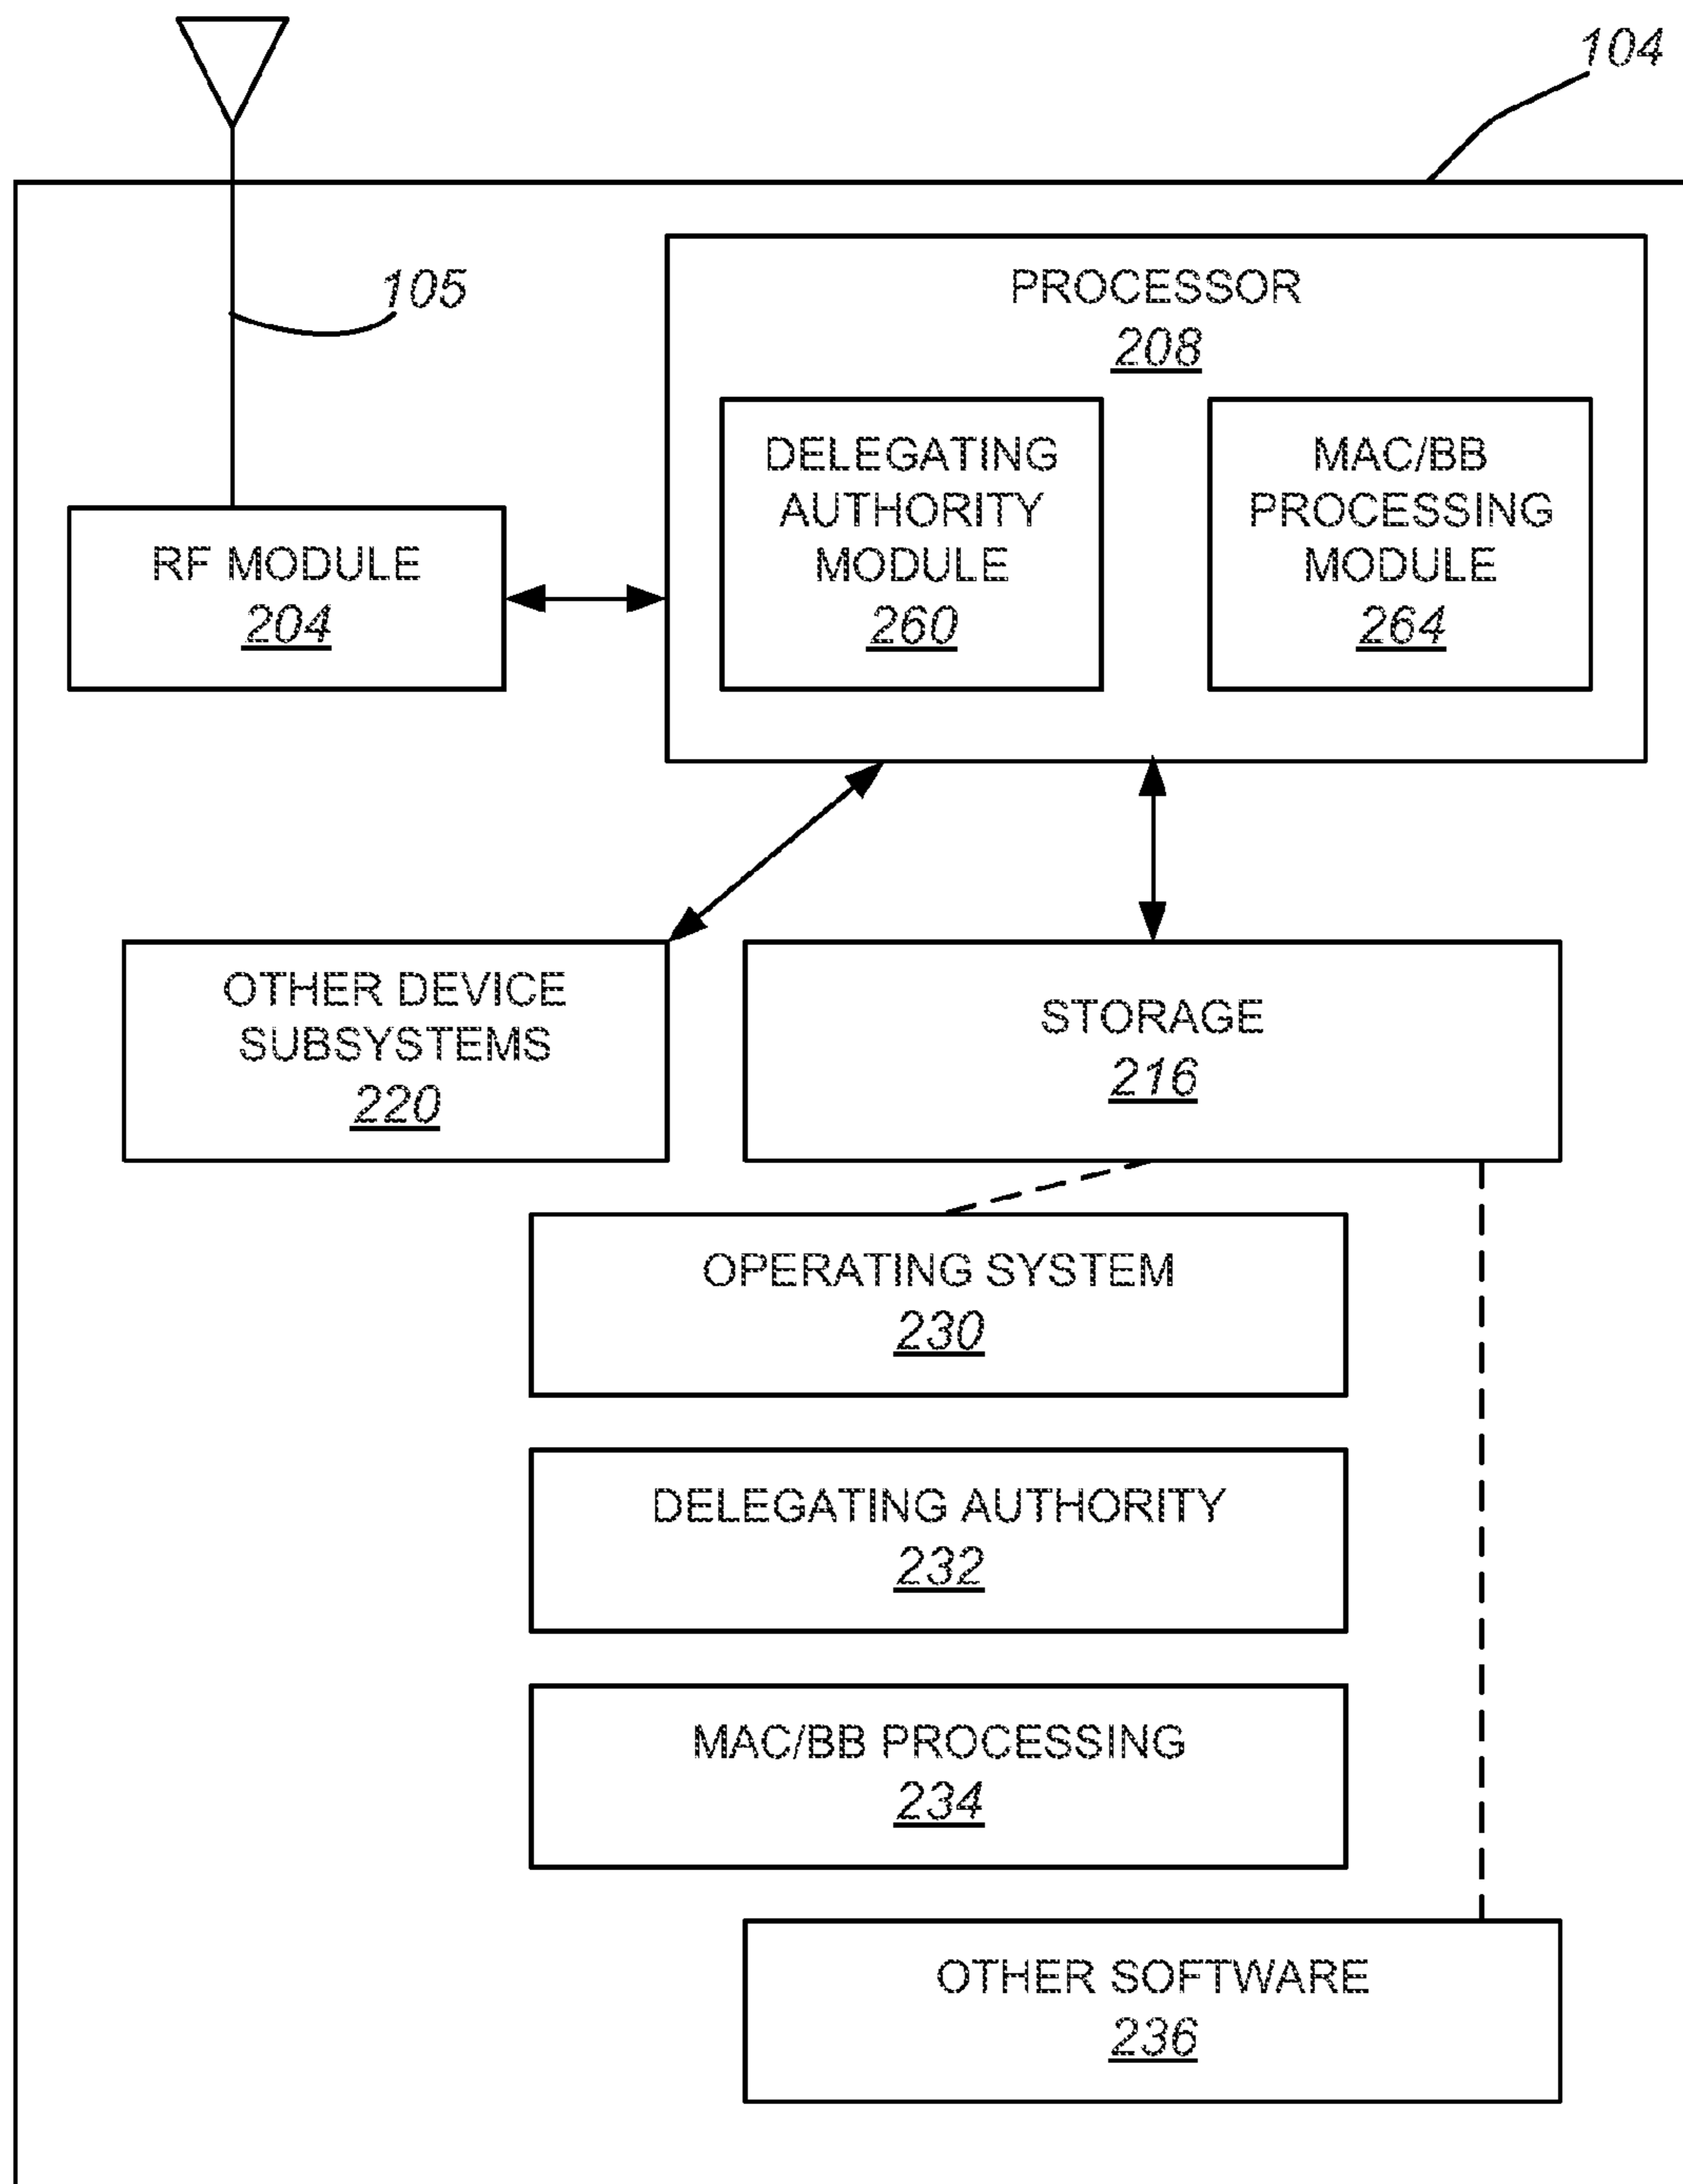 104
105
PROCESSOR
208
DELEGATING
AUTHORITY
MODULE
260
MAC/BB
PROCESSING
MODULE
264
RF MODULE
204
OTHER DEVICE
SUBSYSTEMS
220
STORAGE
216
OPERATING SYSTEM
230
DELEGATING AUTHORITY
232
MAC/BB PROCESSING
234
OTHER SOFTWARE
236